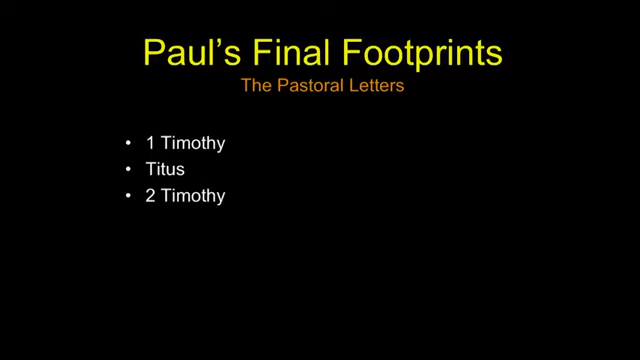 Paul's Final Footprints
The Pastoral Letters
• 1 Timothy
• Titus
• 2 Timothy